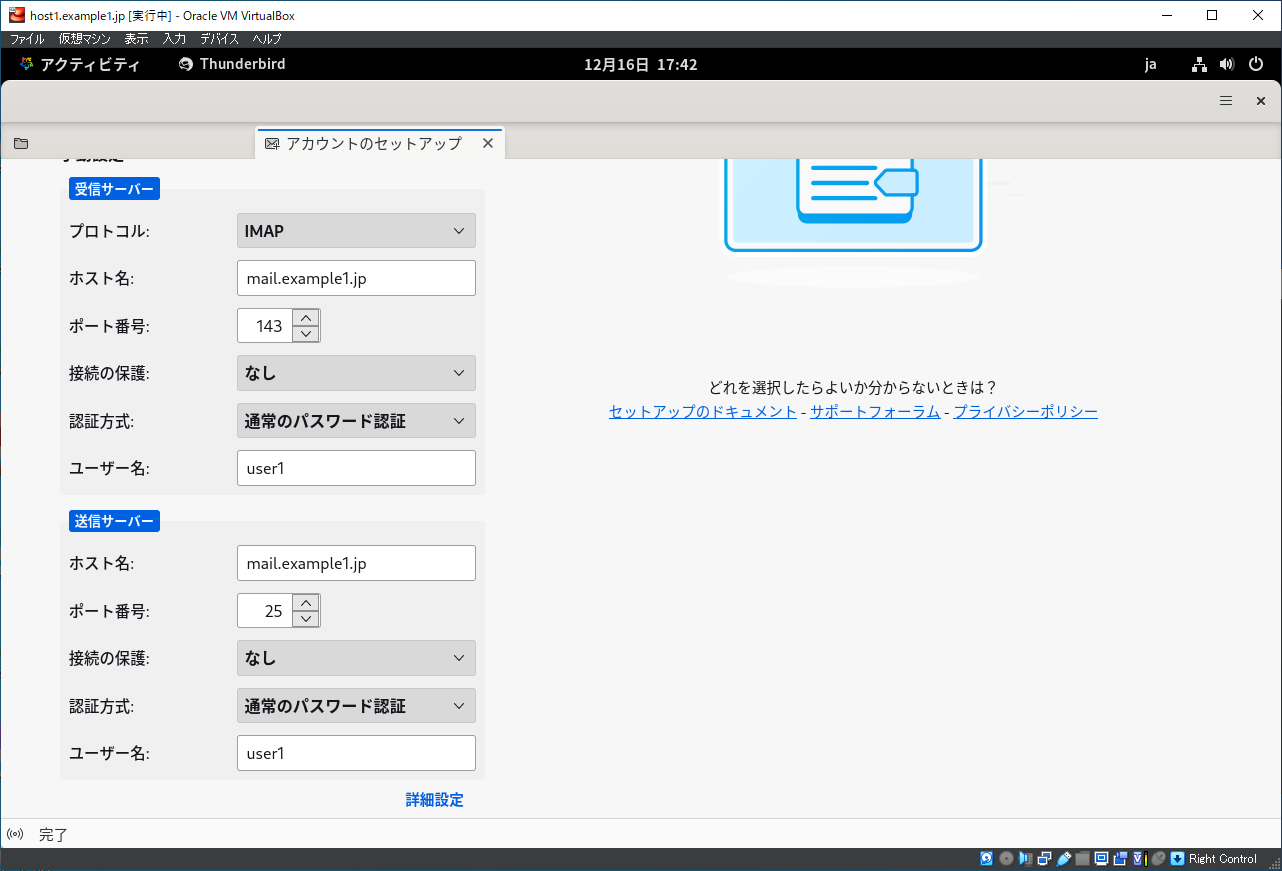 host1.example1.jp [実行中] - Oracle VM VirtualBox
ファイル 仮想マシン 表示 入力 デバイス ヘルプ
アクティビティ Thunderbird 12月16日 17:42 ja
アカウントのセットアップ
受信サーバー
プロトコル: IMAP
ホスト名: mail.example1.jp
ポート番号: 143
接続の保護: なし
認証方式: 通常のパスワード認証
ユーザー名: user1
送信サーバー
ホスト名: mail.example1.jp
ポート番号: 25
接続の保護: なし
認証方式: 通常のパスワード認証
ユーザー名: user1
詳細設定
どれを選択したらよいか分からないときは？
セットアップのドキュメント - サポートフォーラム - プライバシーポリシー
完了
Right Control